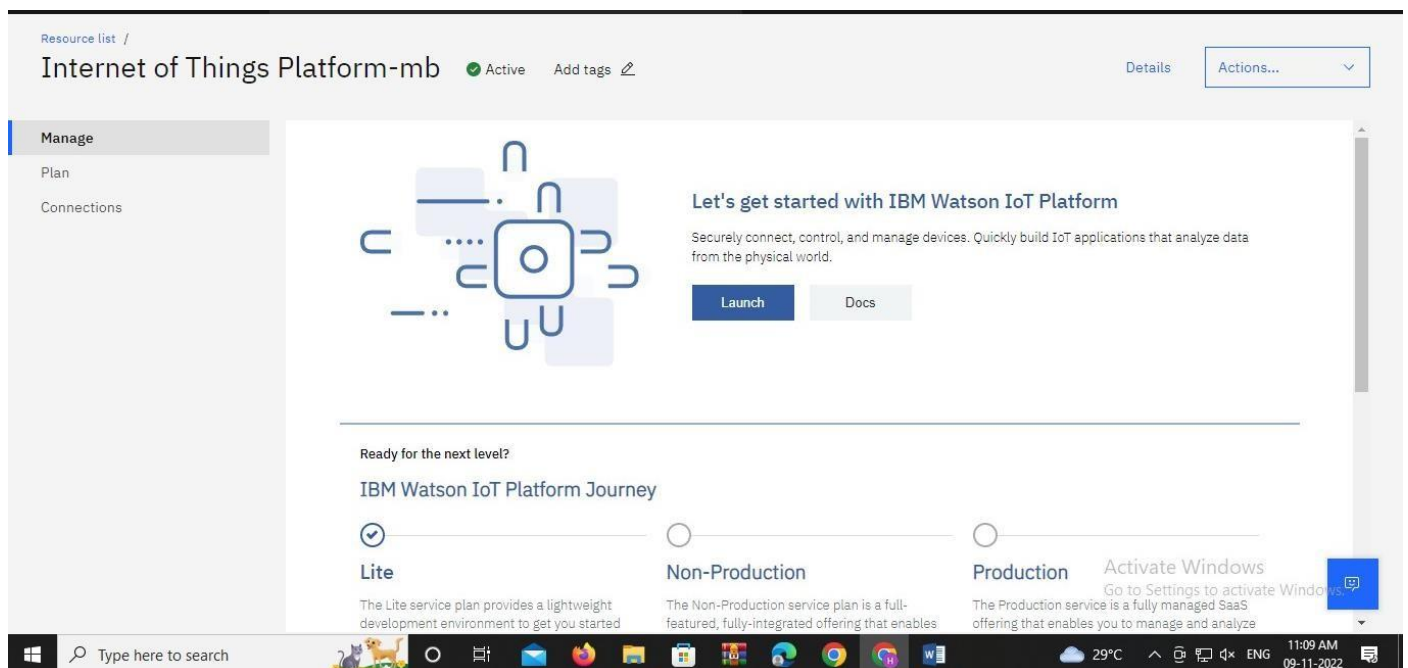 Resource list /
Internet of Things Platform-mb
Active
Add tags
Details
Actions...
Manage
Plan
Connections
Let's get started with IBM Watson IoT Platform
Securely connect, control, and manage devices. Quickly build IoT applications that analyze data
from the physical world.
Launch
Docs
Ready for the next level?
IBM Watson IoT Platform Journey
Lite
Non-Production
Production
The Lite service plan provides a lightweight
development environment to get you started
The Non-Production service plan is a full-
featured, fully-integrated offering that enables
The Production service is a fully managed SaaS
offering that enables you to manage and analyze
Activate Windows
Go to Settings to activate Windows.
Type here to search
29°C
ENG
11:09 AM
09-11-2022